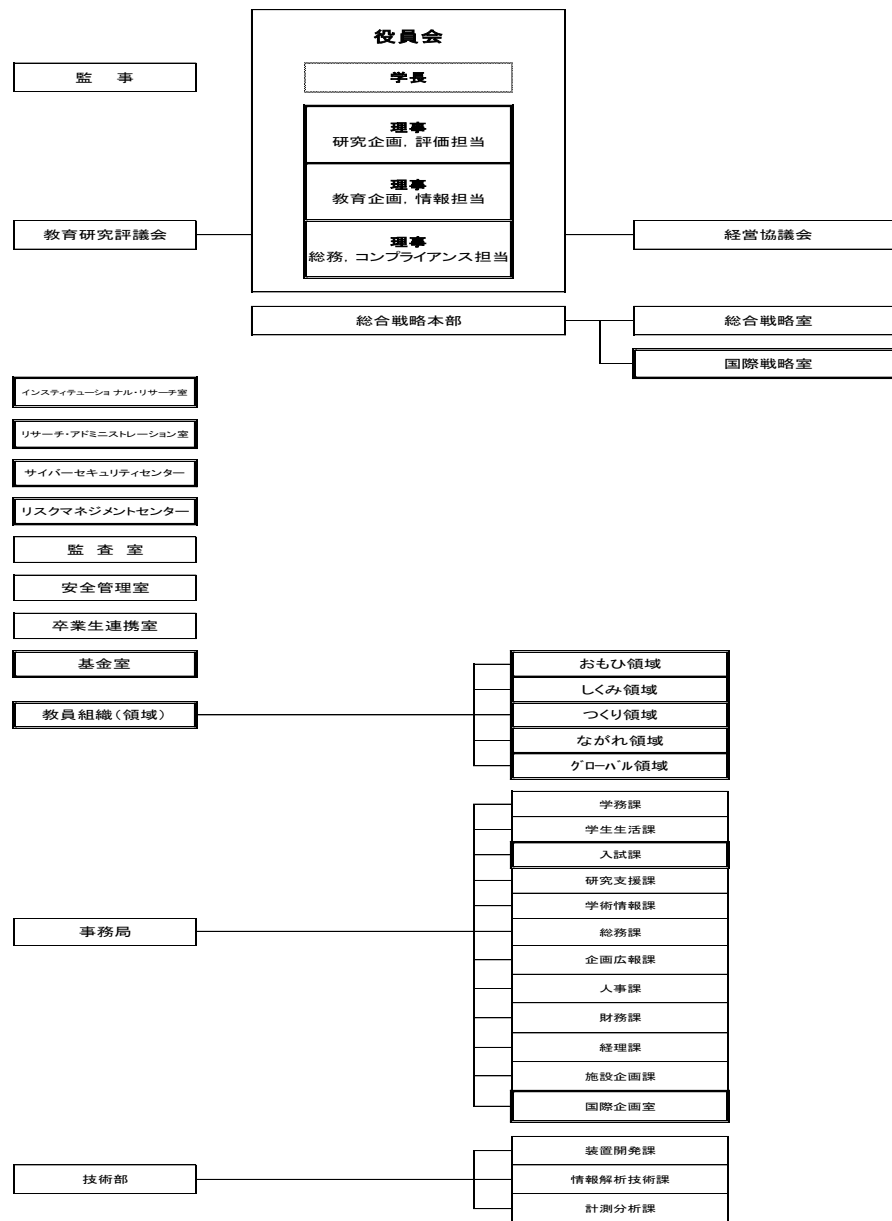 役員会
監 事
学長
理事
研究企画，評価担当
理事
教育企画，情報担当
教育研究評議会
理事
総務，コンプライアンス担当
経営協議会
総合戦略本部
総合戦略室
国際戦略室
インスティテューショナル・リサーチ室
リサーチ・アドミニストレーション室
サイバーセキュリティセンター
リスクマネジメントセンター
監 査 室
安全管理室
卒業生連携室
基金室
教員組織（領域）
おもひ領域
しくみ領域
つくり領域
ながれ領域
ｸﾞﾛｰﾊﾞﾙ領域
事務局
学務課
学生生活課
入試課
研究支援課
学術情報課
総務課
企画広報課
人事課
財務課
経理課
施設企画課
国際企画室
技術部
装置開発課
情報解析技術課
計測分析課